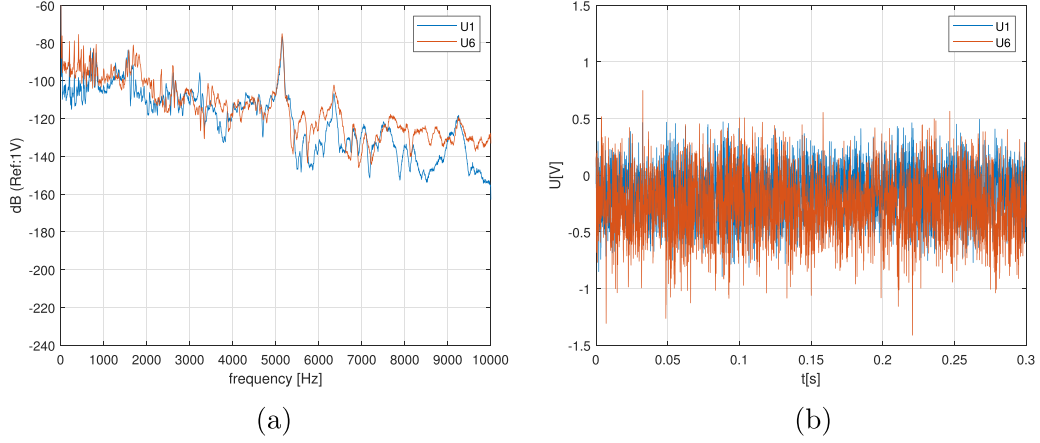 U1
U6
-60
-80
-100
-120
-140
-160
-180
-200
-220
-240
dB (Ref:1V)
0 1000 2000 3000 4000 5000 6000 7000 8000 9000 10000
frequency [Hz]
(a)
U1
U6
1.5
1
0.5
0
-0.5
-1
-1.5
U[V]
0 0.05 0.1 0.15 0.2 0.25 0.3
t[s]
(b)